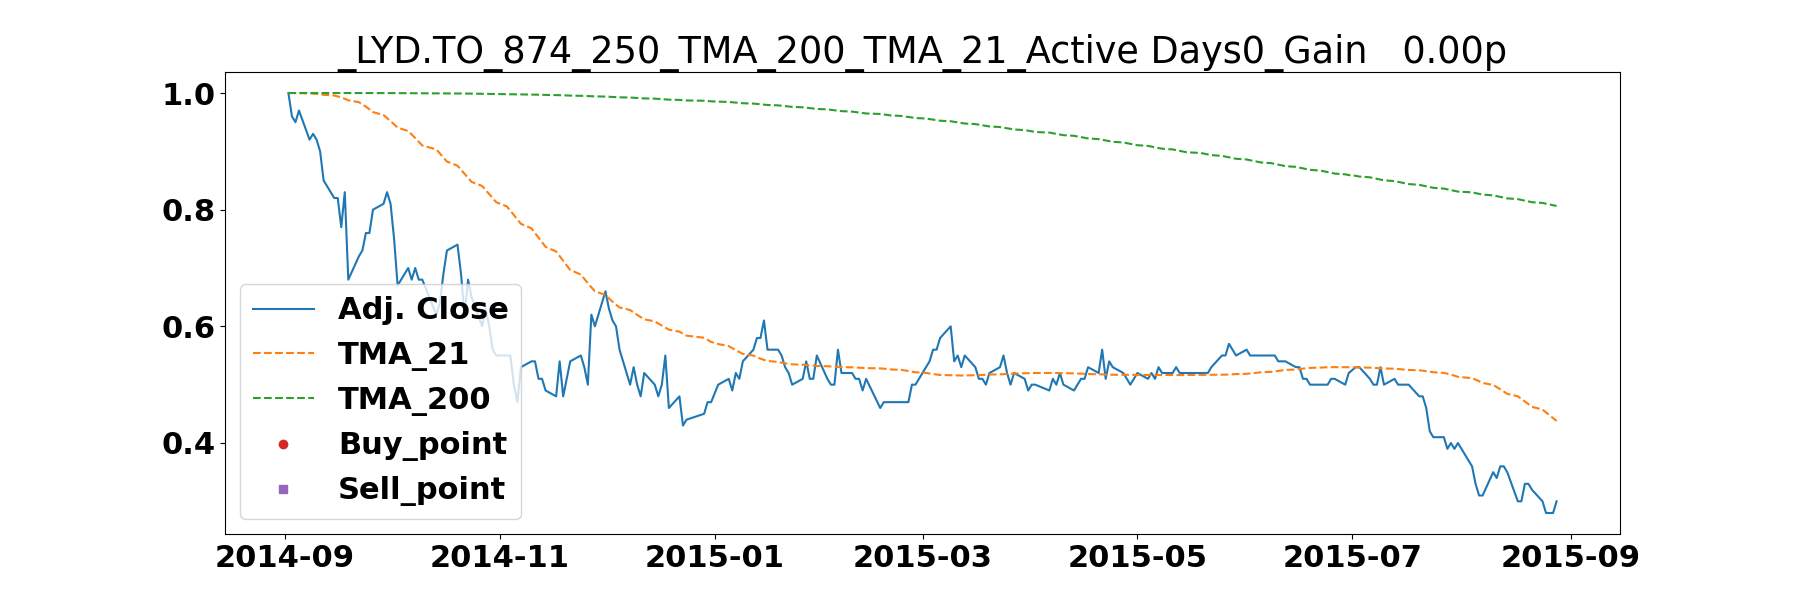 _LYD.TO_874_250_TMA_200_TMA_21_Active Days0_Gain   0.00p
1.0
0.8
0.6
0.4
Adj. Close
TMA_21
TMA_200
Buy_point
Sell_point
2014-09 2014-11 2015-01 2015-03 2015-05 2015-07 2015-09